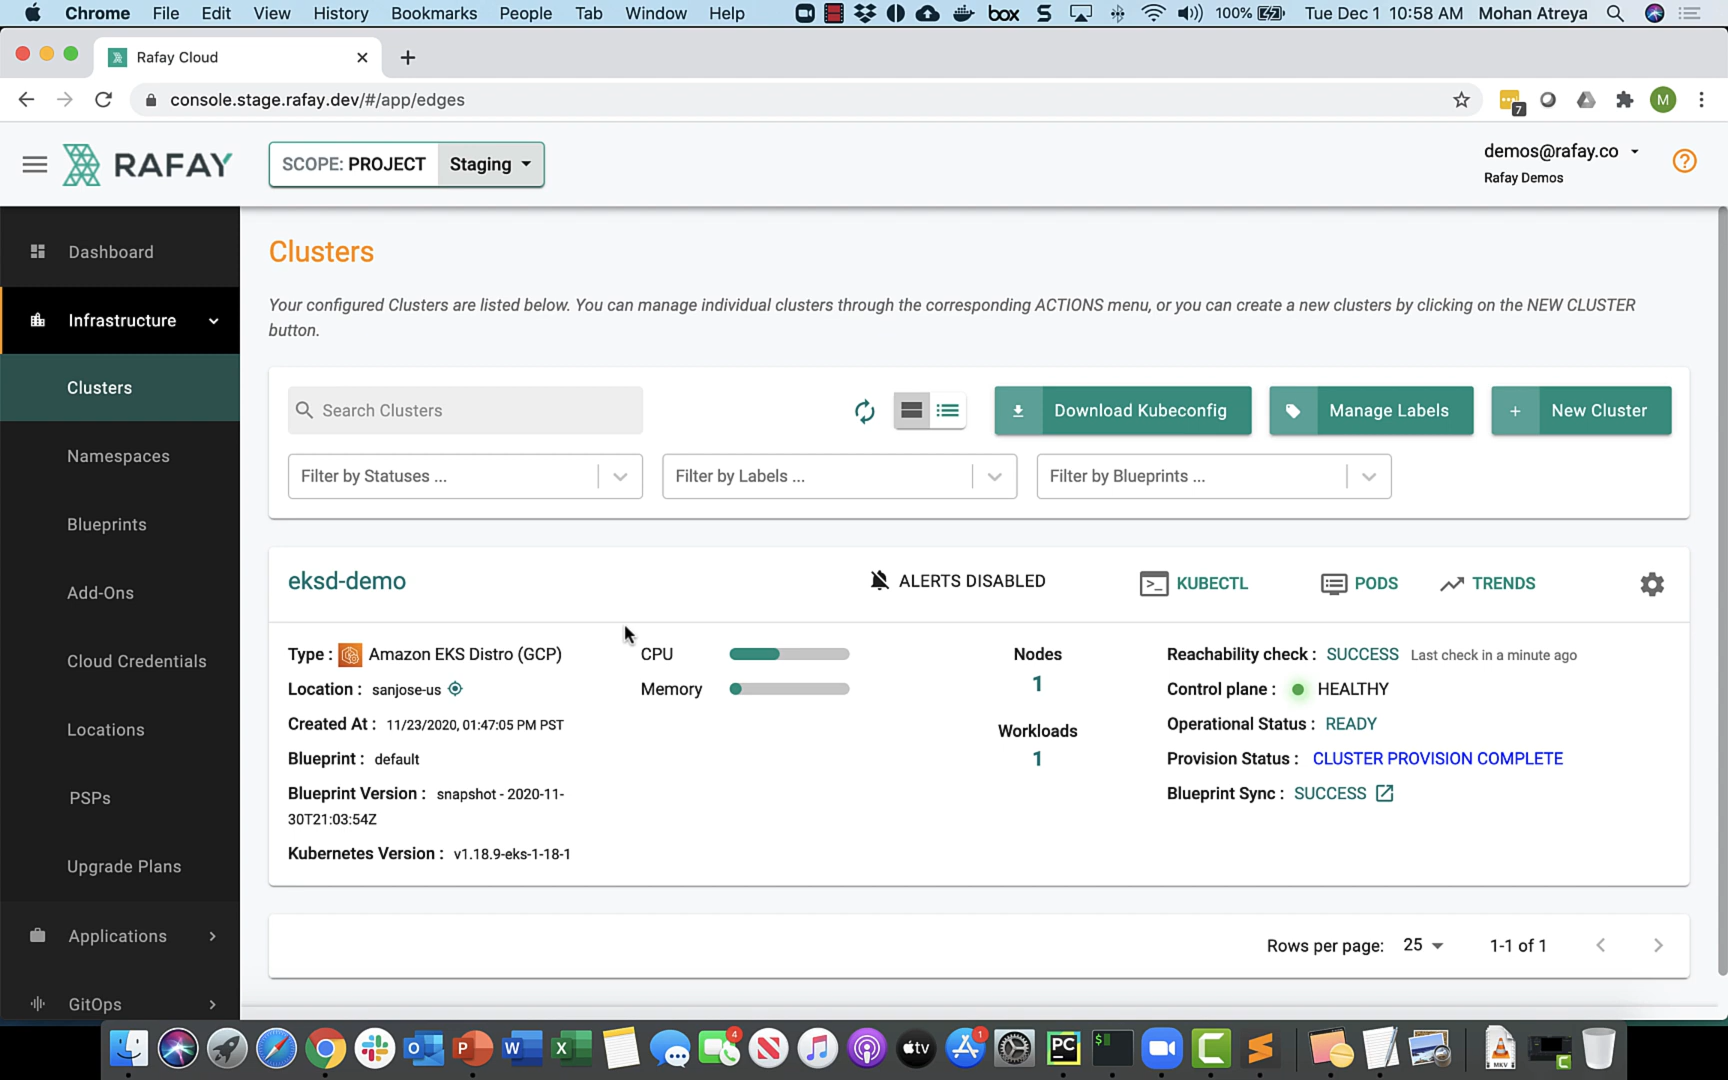 Chrome File Edit View History Bookmarks People Tab Window Help box S 100% Tue Dec 1 10:58 AM Mohan Atreya
Rafay Cloud
console.stage.rafay.dev/#/app/edges
7
M
RAFAY
SCOPE: PROJECT Staging
demos@rafay.co
Rafay Demos
?
Dashboard
Infrastructure
Clusters
Namespaces
Blueprints
Add-Ons
Cloud Credentials
Locations
PSPs
Upgrade Plans
Applications
GitOps
Clusters
Your configured Clusters are listed below. You can manage individual clusters through the corresponding ACTIONS menu, or you can create a new clusters by clicking on the NEW CLUSTER
button.
Search Clusters
Download Kubeconfig
Manage Labels
+ New Cluster
Filter by Statuses ...
Filter by Labels ...
Filter by Blueprints ...
eksd-demo
ALERTS DISABLED
>_ KUBECTL
PODS
TRENDS
Type : Amazon EKS Distro (GCP)
Location : sanjose-us
Created At : 11/23/2020, 01:47:05 PM PST
Blueprint : default
Blueprint Version : snapshot - 2020-11-
30T21:03:54Z
Kubernetes Version : v1.18.9-eks-1-18-1
CPU
Memory
Nodes
1
Workloads
1
Reachability check : SUCCESS Last check in a minute ago
Control plane : HEALTHY
Operational Status : READY
Provision Status : CLUSTER PROVISION COMPLETE
Blueprint Sync : SUCCESS
Rows per page: 25 1-1 of 1
O P W X 4 tv 1 PC $ C S MKV